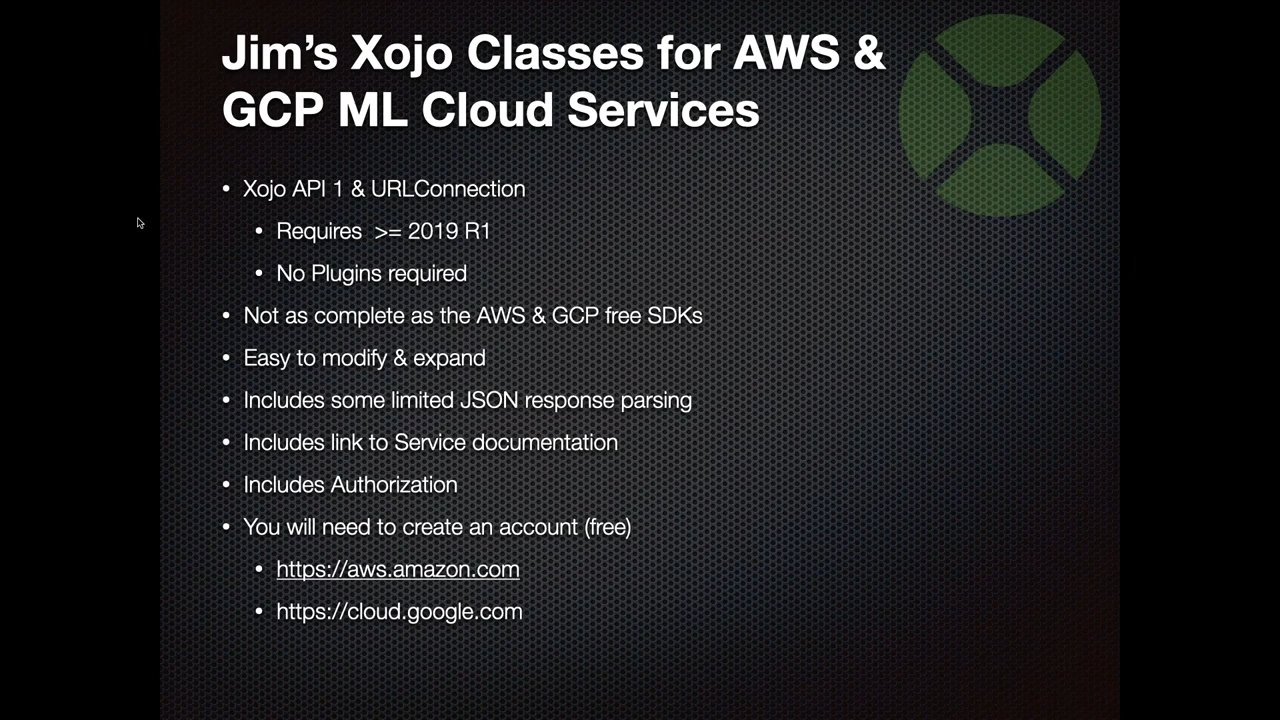 Jim’s Xojo Classes for AWS &
GCP ML Cloud Services
• Xojo API 1 & URLConnection
• Requires >= 2019 R1
• No Plugins required
• Not as complete as the AWS & GCP free SDKs
• Easy to modify & expand
• Includes some limited JSON response parsing
• Includes link to Service documentation
• Includes Authorization
• You will need to create an account (free)
• https://aws.amazon.com
• https://cloud.google.com